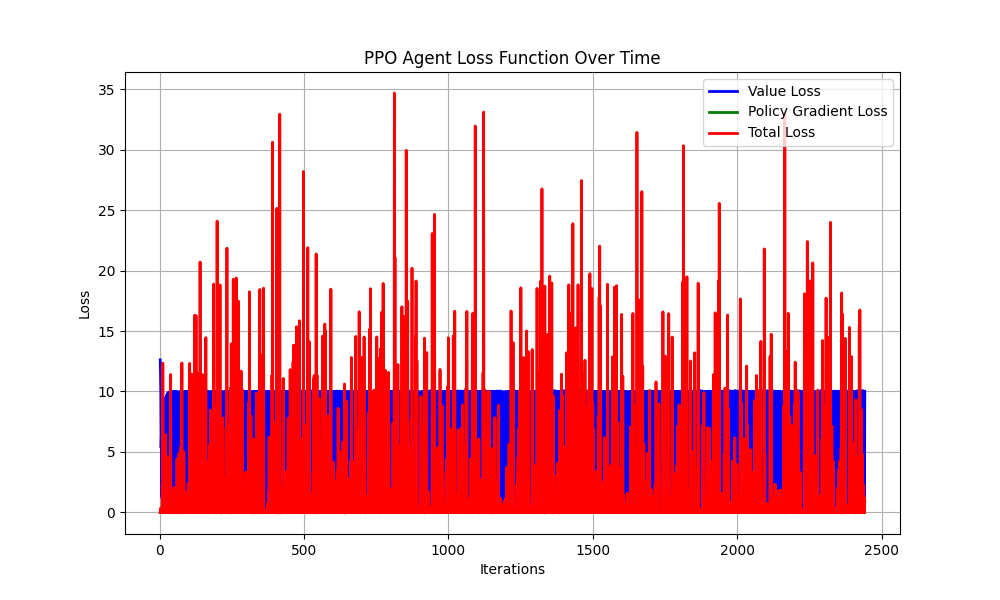 PPO Agent Loss Function Over Time
Value Loss
Policy Gradient Loss
Total Loss
Loss
35
30
25
20
15
10
5
0
0 500 1000 1500 2000 2500
Iterations